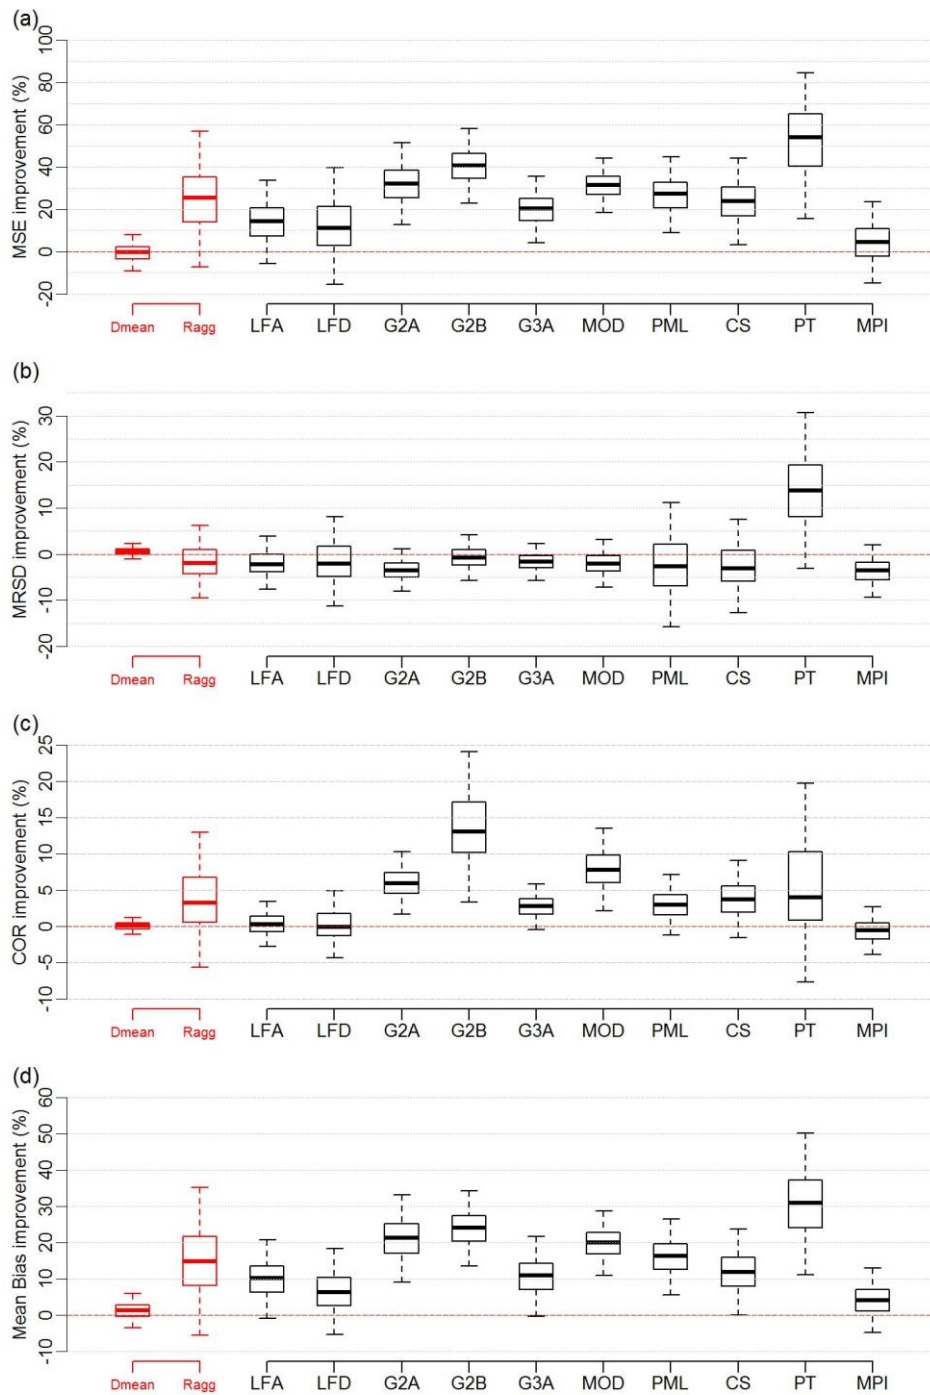 (a)
MSE improvement (%)
100
80
60
40
20
0
-20
Dmean Ragg LFA LFD G2A G2B G3A MOD PML CS PT MPI
(b)
MRSD improvement (%)
30
20
10
0
-10
-20
Dmean Ragg LFA LFD G2A G2B G3A MOD PML CS PT MPI
(c)
COR improvement (%)
25
20
15
10
5
0
-5
-10
Dmean Ragg LFA LFD G2A G2B G3A MOD PML CS PT MPI
(d)
Mean Bias improvement (%)
60
50
40
30
20
10
0
-10
Dmean Ragg LFA LFD G2A G2B G3A MOD PML CS PT MPI